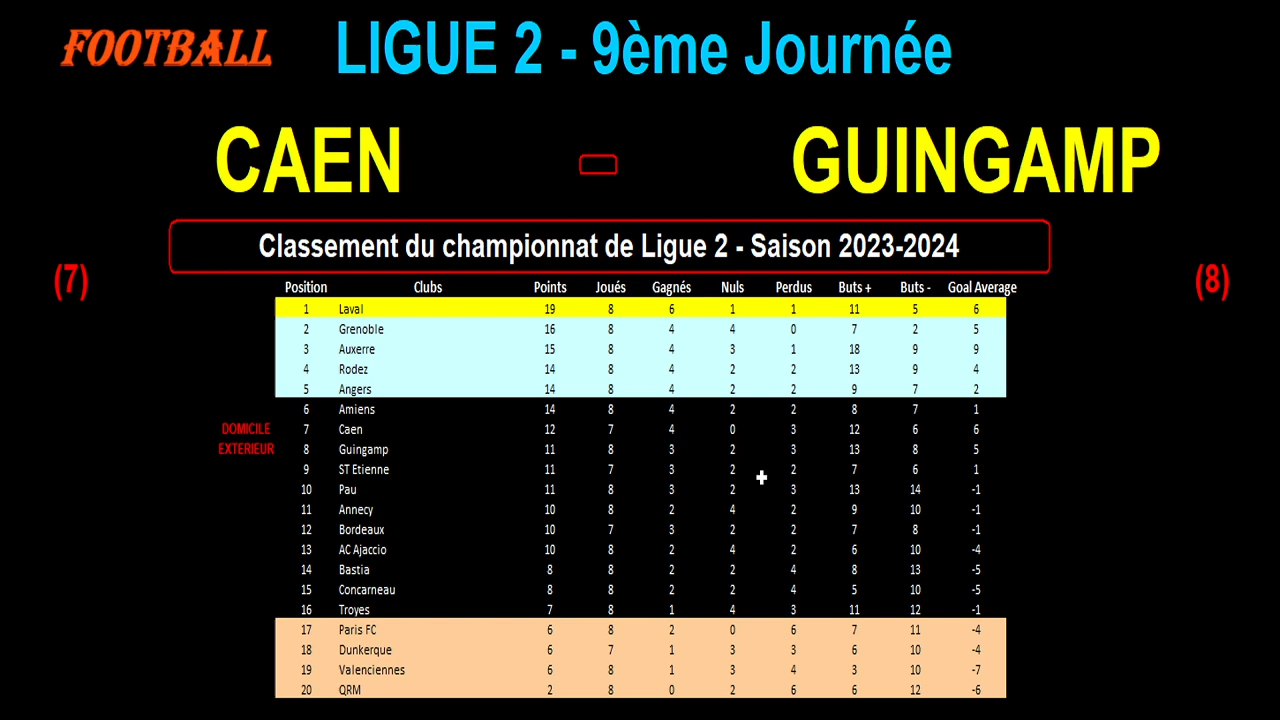 FOOTBALL
LIGUE 2 - 9ème Journée
CAEN - GUINGAMP
Classement du championnat de Ligue 2 - Saison 2023-2024
(7)
(8)
Position Clubs Points Joués Gagnés Nuls Perdus Buts + Buts - Goal Average
1 Laval 19 8 6 1 1 11 5 6
2 Grenoble 16 8 4 4 0 7 2 5
3 Auxerre 15 8 4 3 1 18 9 9
4 Rodez 14 8 4 2 2 13 9 4
5 Angers 14 8 4 2 2 9 7 2
6 Amiens 14 8 4 2 2 8 7 1
DOMICILE 7 Caen 12 7 4 0 3 12 6 6
EXTERIEUR 8 Guingamp 11 8 3 2 3 13 8 5
9 ST Etienne 11 7 3 2 2 7 6 1
10 Pau 11 8 3 2 3 13 14 -1
11 Annecy 10 8 2 4 2 9 10 -1
12 Bordeaux 10 7 3 2 2 7 8 -1
13 AC Ajaccio 10 8 2 4 2 6 10 -4
14 Bastia 8 8 2 2 4 8 13 -5
15 Concarneau 8 8 2 2 4 5 10 -5
16 Troyes 7 8 1 4 3 11 12 -1
17 Paris FC 6 8 2 0 6 7 11 -4
18 Dunkerque 6 7 1 3 3 6 10 -4
19 Valenciennes 6 8 1 3 4 3 10 -7
20 QRM 2 8 0 2 6 6 12 -6